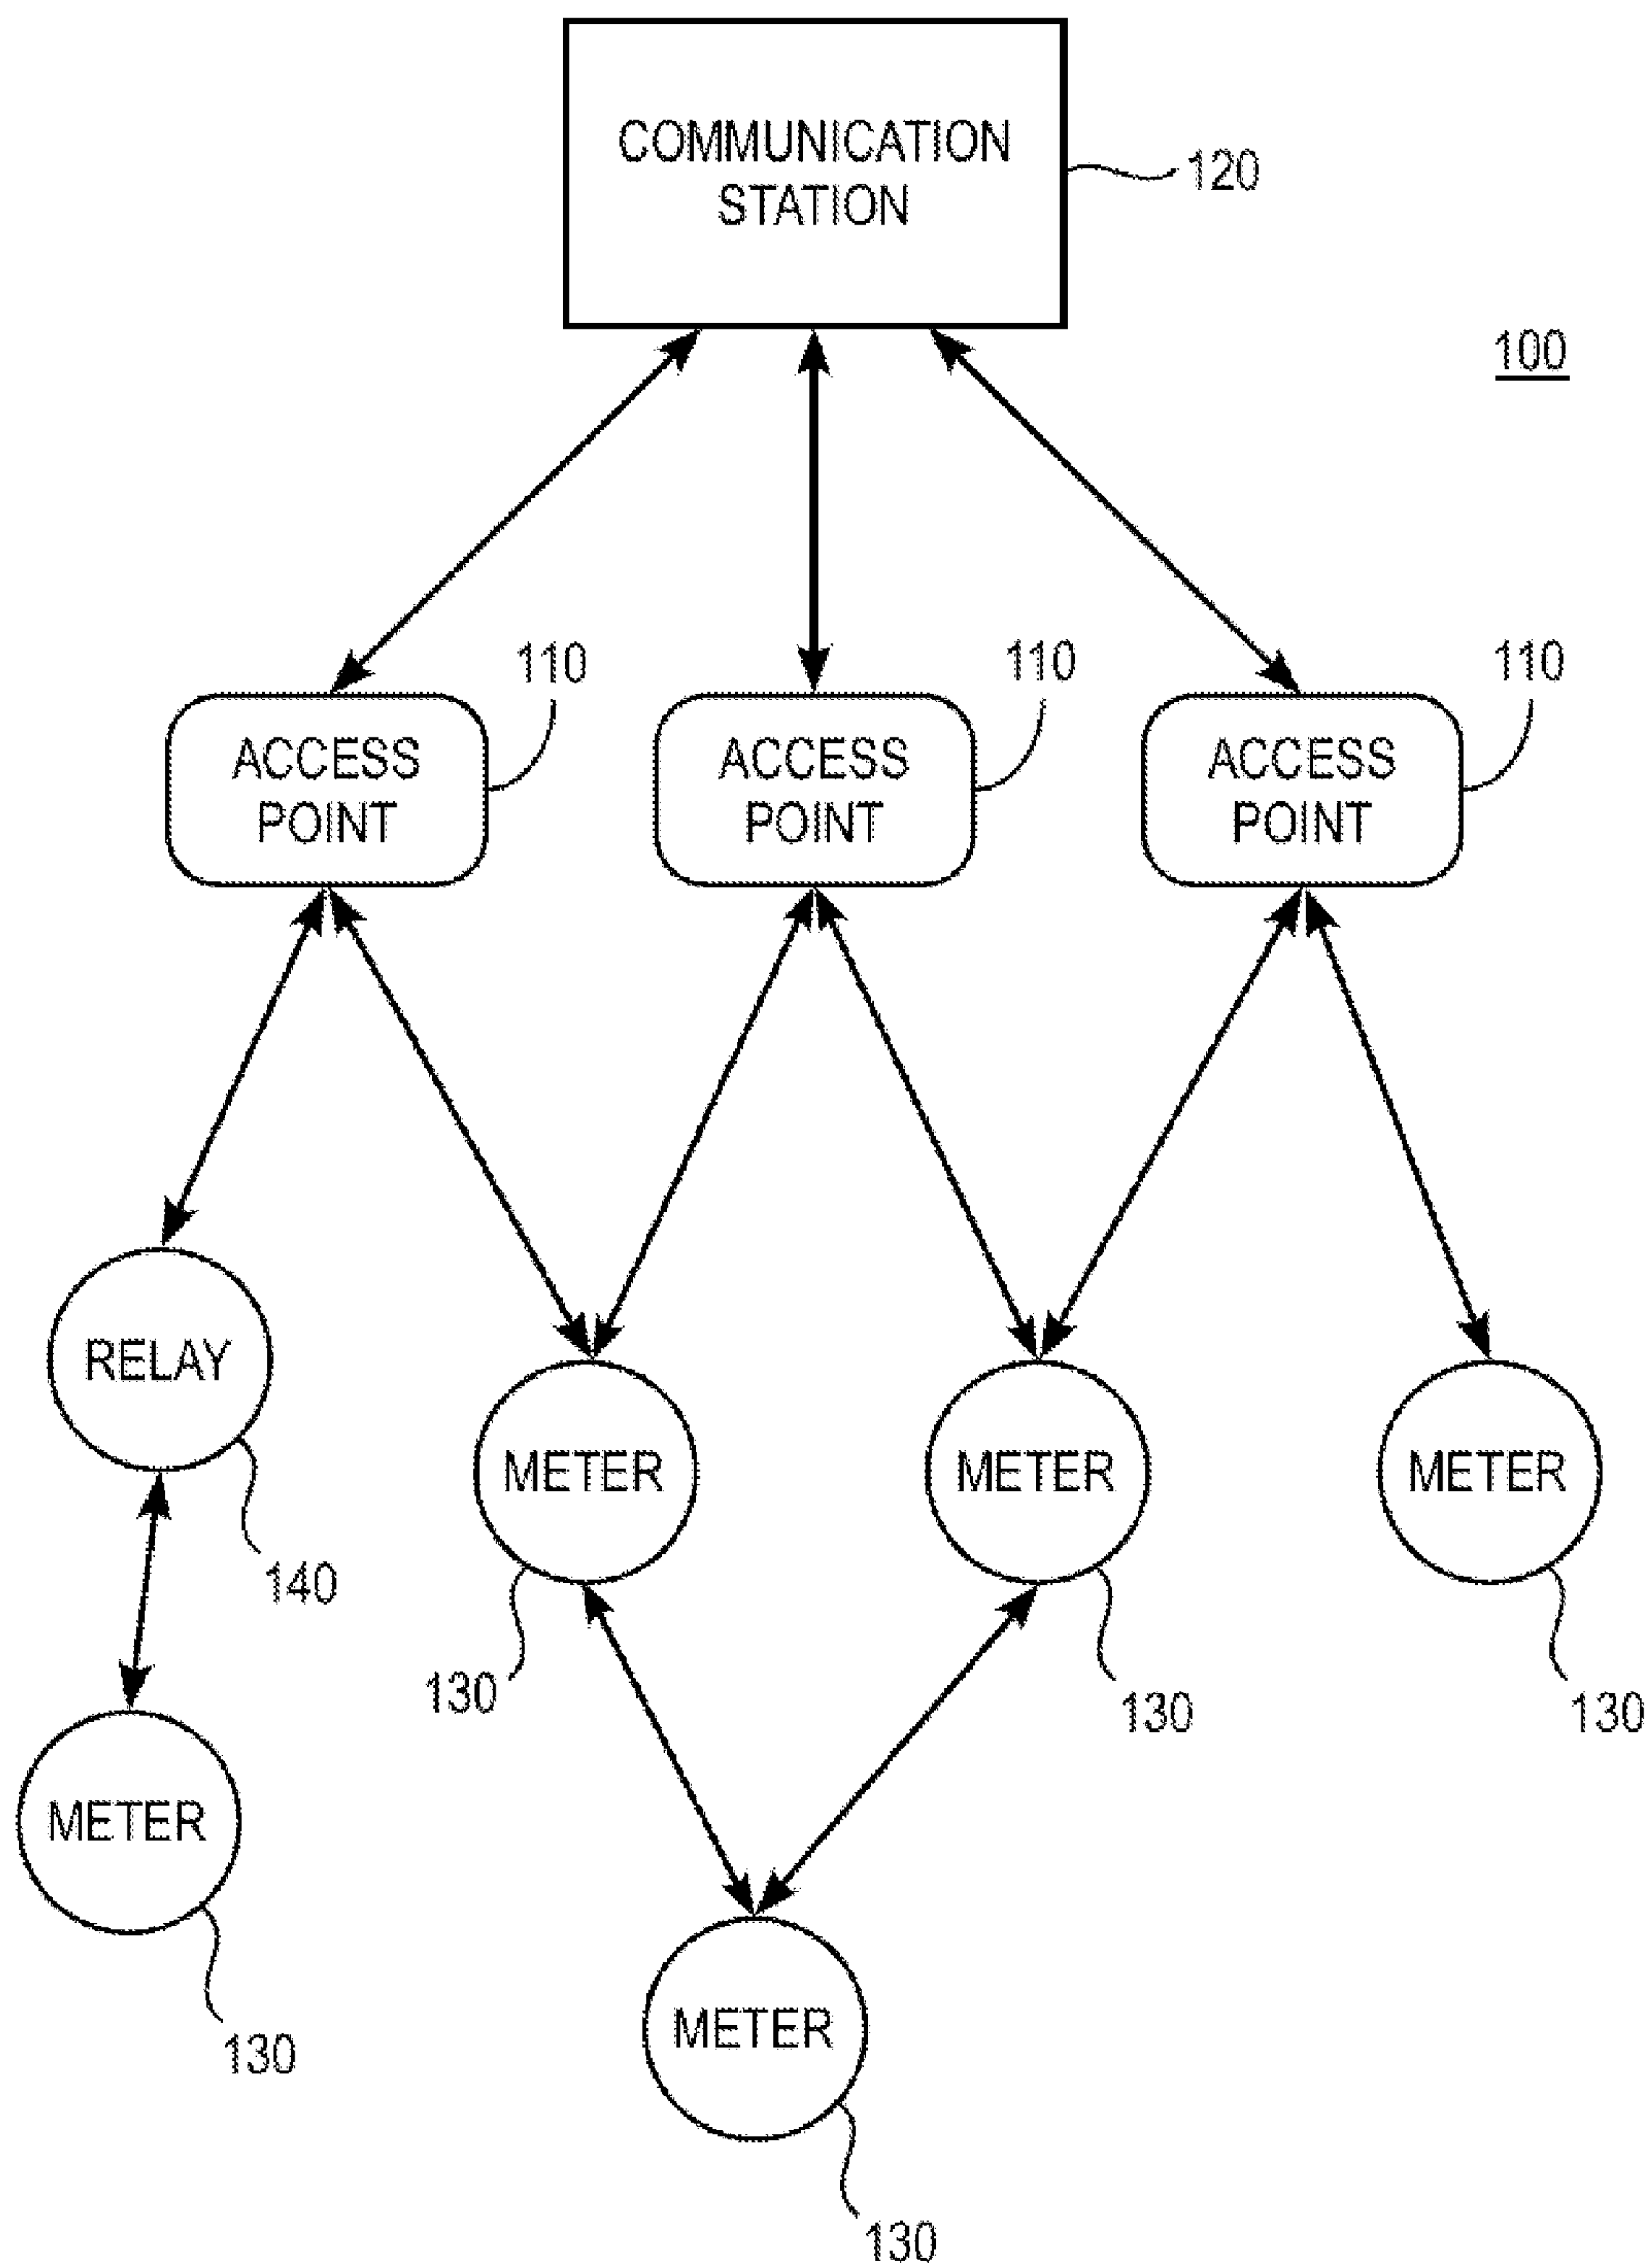 COMMUNICATION
STATION
120
100
110
110
110
ACCESS
POINT
ACCESS
POINT
ACCESS
POINT
RELAY
140
METER
METER
METER
130
130
130
METER
130
METER
130